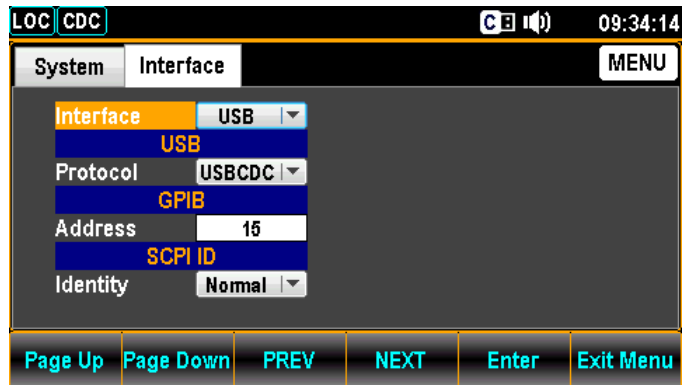 LOC CDC C 09:34:14
System Interface MENU
Interface USB
USB
Protocol USBCDC
GPIB
Address 15
SCPI ID
Identity Normal
Page Up Page Down PREV NEXT Enter Exit Menu